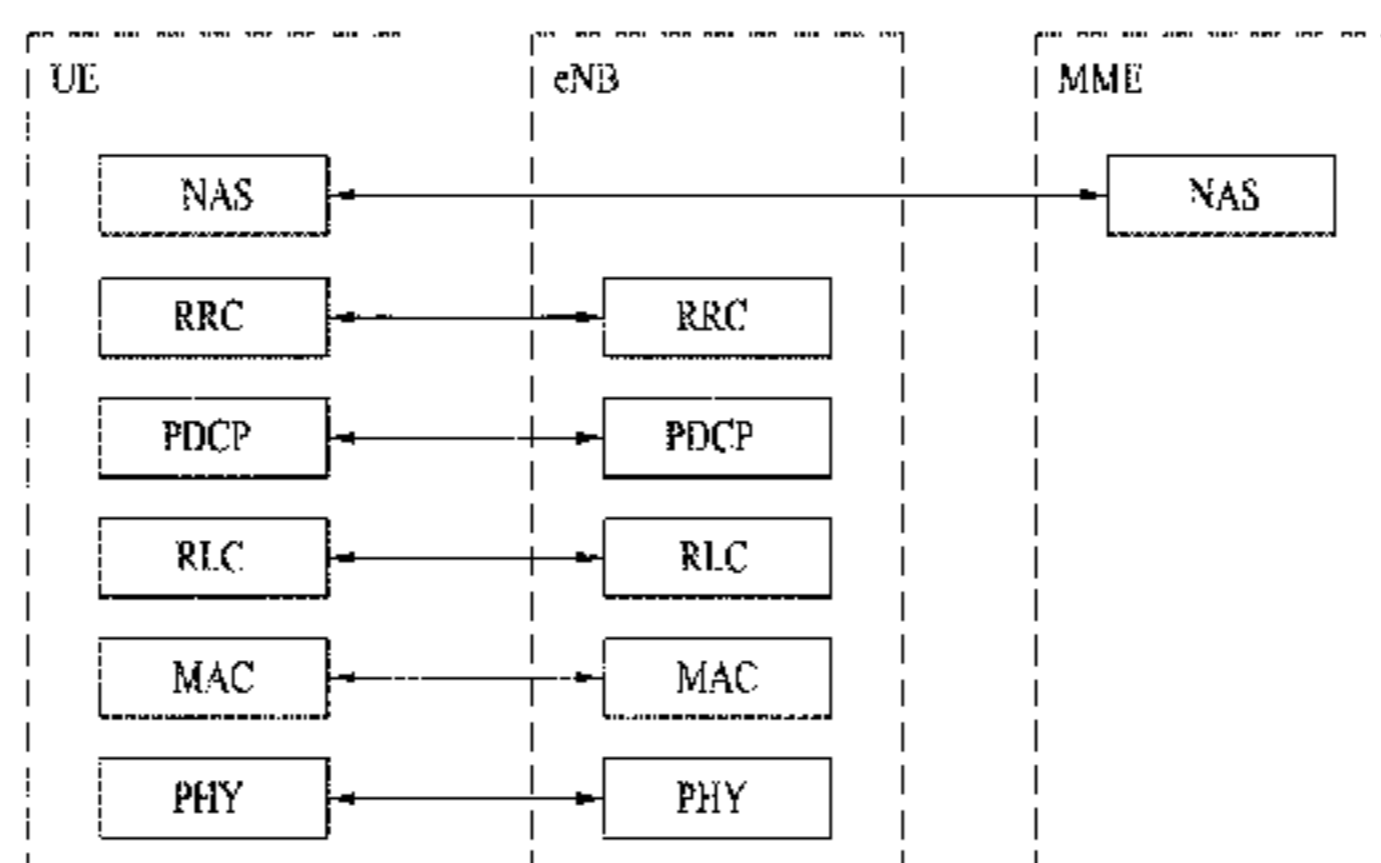 UE eNB MME
NAS NAS
RRC RRC
PDCP PDCP
RLC RLC
MAC MAC
PHY PHY